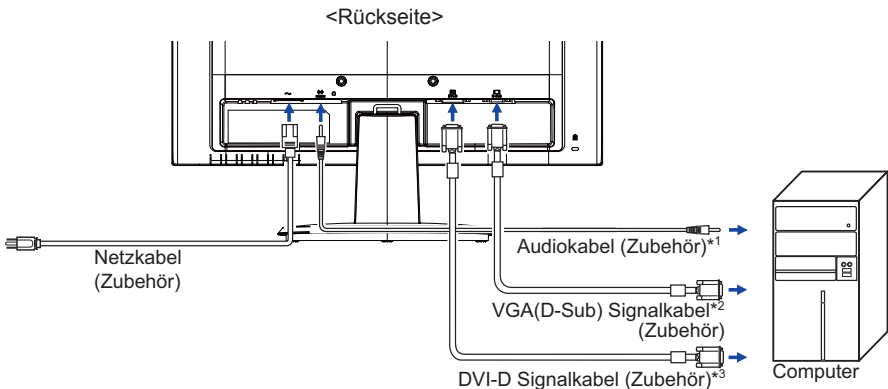 <Rückseite>
Netzkabel
(Zubehör)
Audiokabel (Zubehör)*1
VGA(D-Sub) Signalkabel*2
(Zubehör)
DVI-D Signalkabel (Zubehör)*3
Computer